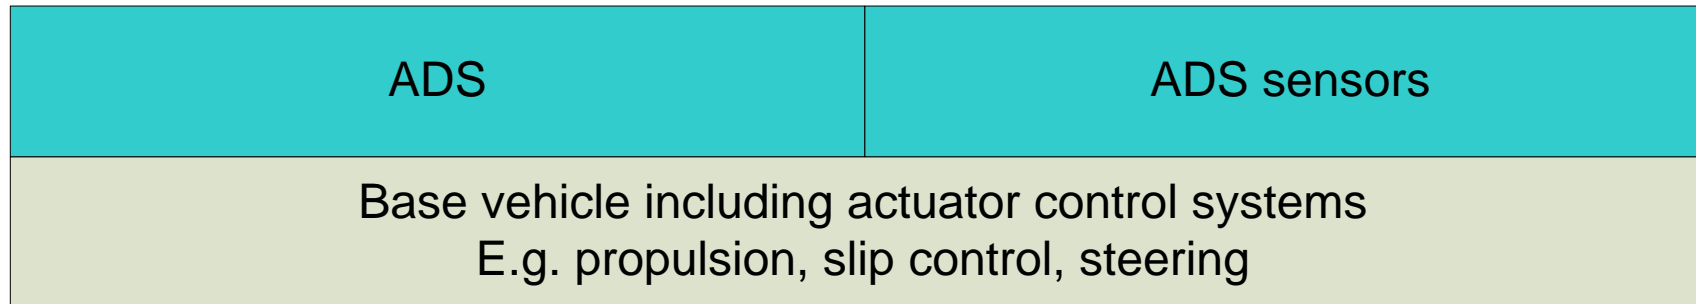 ADS
ADS sensors
Base vehicle including actuator control systems
E.g. propulsion, slip control, steering